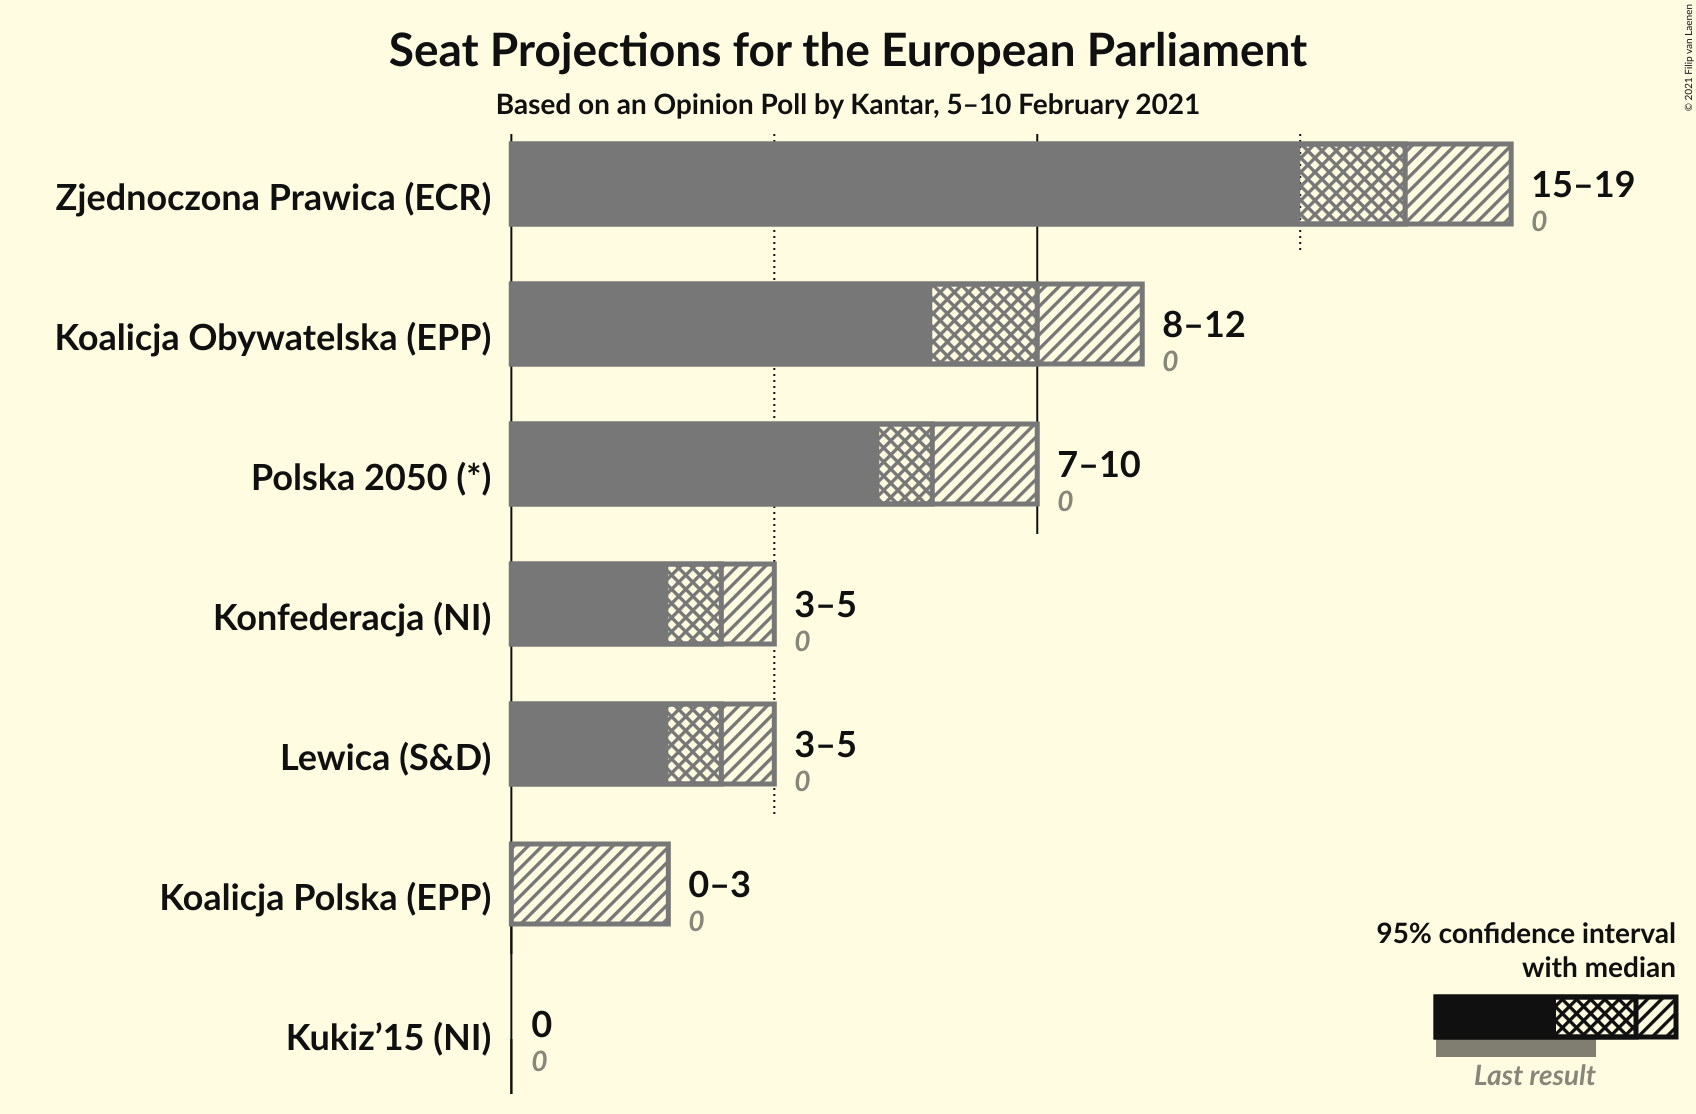 Seat Projections for the European Parliament
Based on an Opinion Poll by Kantar, 5–10 February 2021
© 2021 Filip van Laenen
Zjednoczona Prawica (ECR)
15–19
0
Koalicja Obywatelska (EPP)
8–12
0
Polska 2050 (*)
7–10
0
Konfederacja (NI)
3–5
0
Lewica (S&D)
3–5
0
Koalicja Polska (EPP)
0–3
0
Kukiz’15 (NI)
0
0
95% confidence interval
with median
Last result